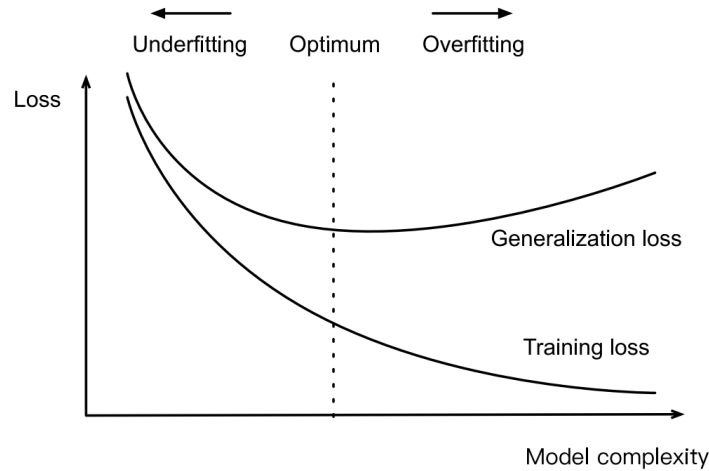 Underfitting Optimum Overfitting
Loss
Generalization loss
Training loss
Model complexity